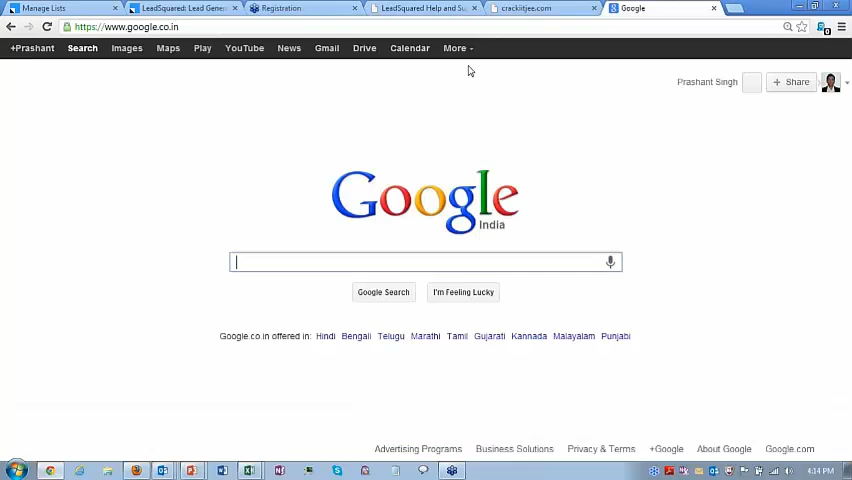 Manage Lists LeadSquared: Lead Gener Registration LeadSquared Help and Su crackiitjee.com Google
https://www.google.co.in
+Prashant Search Images Maps Play YouTube News Gmail Drive Calendar More
Prashant Singh + Share
Google
India
Google Search I'm Feeling Lucky
Google.co.in offered in: Hindi Bengali Telugu Marathi Tamil Gujarati Kannada Malayalam Punjabi
Advertising Programs Business Solutions Privacy & Terms +Google About Google Google.com
4:14 PM